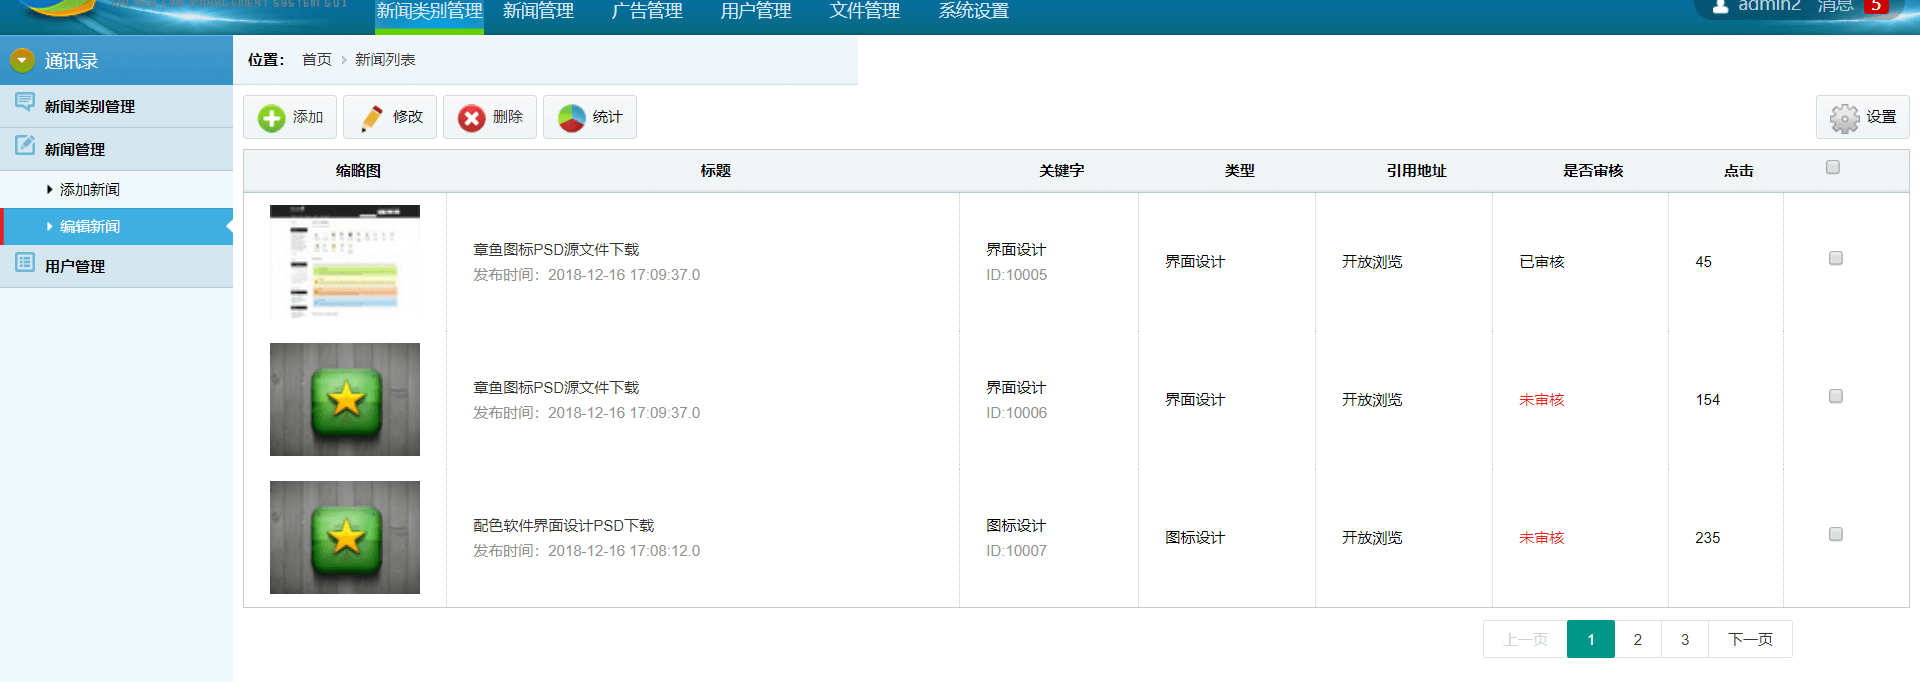 新闻类别管理 新闻管理 广告管理 用户管理 文件管理 系统设置 admin2 消息 5
通讯录
位置： 首页 新闻列表
新闻类别管理
新闻管理
添加新闻
编辑新闻
用户管理
添加 修改 删除 统计 设置
缩略图 标题 关键字 类型 引用地址 是否审核 点击
章鱼图标PSD源文件下载
发布时间：2018-12-16 17:09:37.0
界面设计
ID:10005
界面设计 开放浏览 已审核 45
章鱼图标PSD源文件下载
发布时间：2018-12-16 17:09:37.0
界面设计
ID:10006
界面设计 开放浏览 未审核 154
配色软件界面设计PSD下载
发布时间：2018-12-16 17:08:12.0
图标设计
ID:10007
图标设计 开放浏览 未审核 235
上一页 1 2 3 下一页